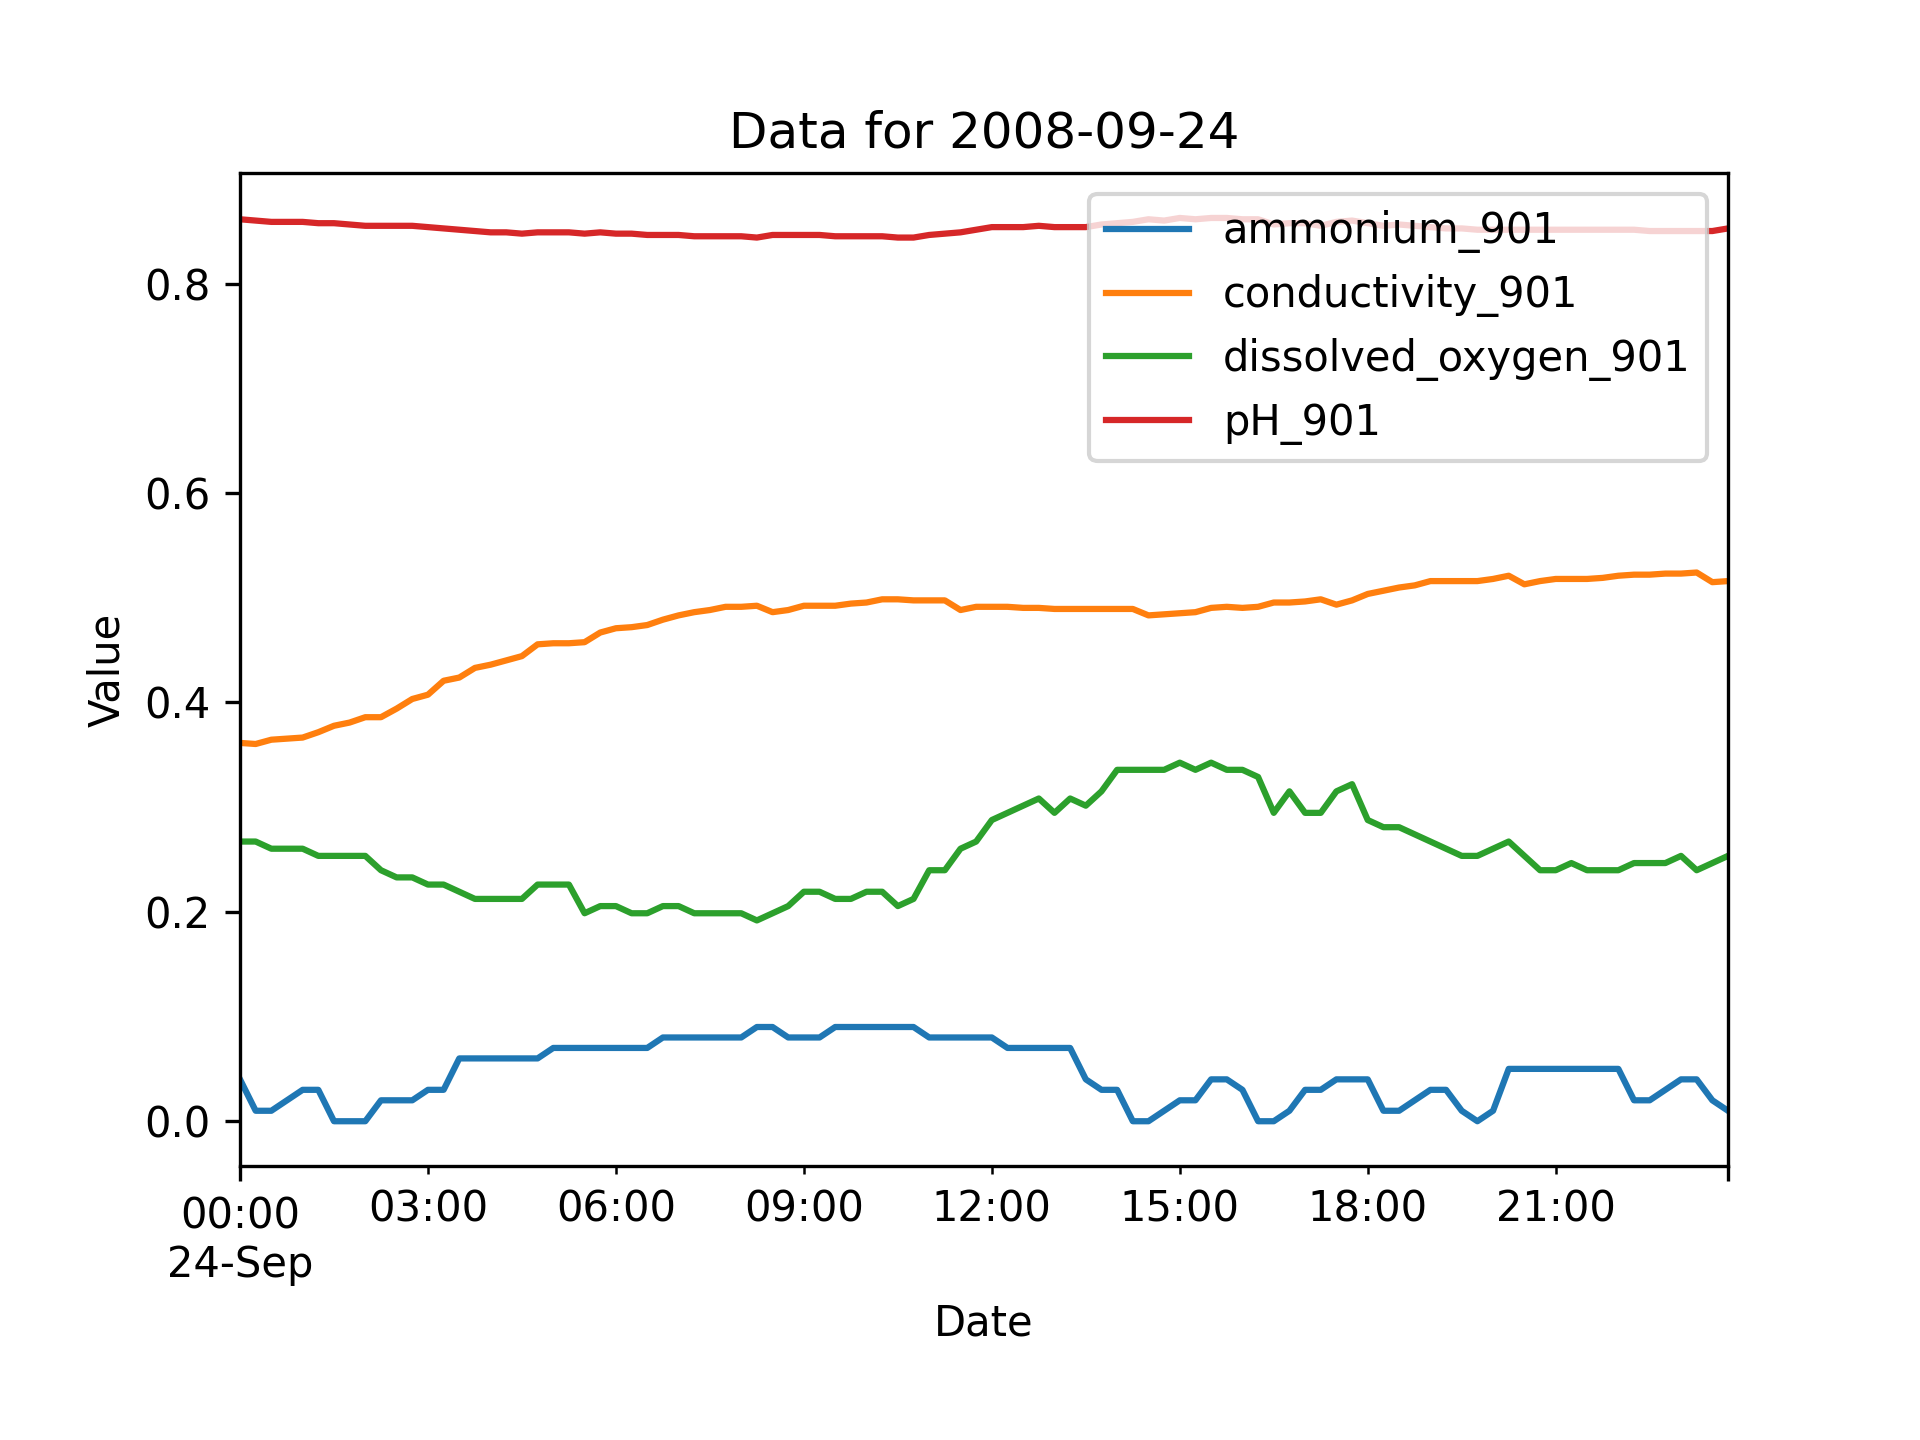 Data for 2008-09-24
ammonium_901
conductivity_901
dissolved_oxygen_901
pH_901
0.8
0.6
0.4
0.2
0.0
Value
00:00 03:00 06:00 09:00 12:00 15:00 18:00 21:00
24-Sep
Date